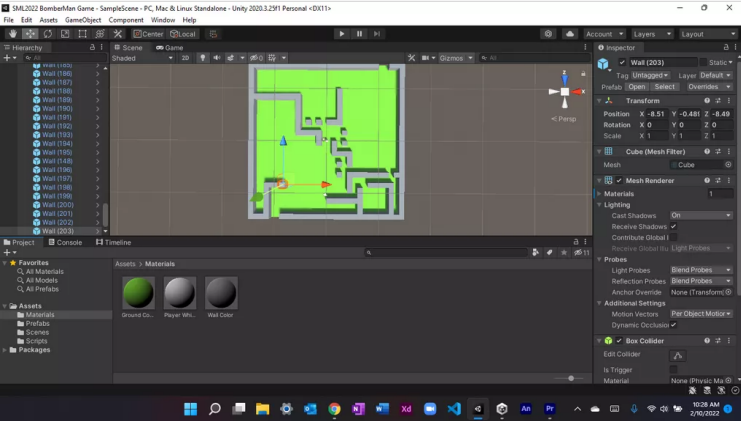 SML2022 BomberMan Game - SampleScene - PC, Mac & Linux Standalone - Unity 2020.3.25f1 Personal <DX11>
File Edit Assets GameObject Component Window Help
Center Local Account Layers Layout
Hierarchy Scene Game Inspector
All Shaded 2D 0 Gizmos All Wall (203) Static
Wall (185)
Wall (186)
Wall (187)
Wall (188)
Wall (189)
Wall (190)
Wall (191)
Wall (192)
Wall (193)
Wall (194)
Wall (195)
Wall (148)
Wall (196)
Wall (197)
Wall (198)
Wall (199)
Wall (200)
Wall (201)
Wall (202)
Wall (203)
x
< Persp
Tag Untagged Layer Default
Prefab Open Select Overrides
Transform
Position X -8.51 Y -0.481 Z -8.49
Rotation X 0 Y 0 Z 0
Scale X 1 Y 1 Z 1
Cube (Mesh Filter)
Mesh Cube
Mesh Renderer
Materials 1
Lighting
Cast Shadows On
Receive Shadows
Contribute Global I
Receive Global Illu Light Probes
Probes
Light Probes Blend Probes
Reflection Probes Blend Probes
Anchor Override None (Transform)
Additional Settings
Motion Vectors Per Object Motion
Dynamic Occlusion
Box Collider
Edit Collider
Is Trigger
Material None (Physic Ma
Project Console Timeline
11
Favorites
All Materials
All Models
All Prefabs
Assets
Materials
Prefabs
Scenes
Scripts
Packages
Assets > Materials
Ground Co... Player Whi... Wall Color
Xd An Pr
10:28 AM
2/10/2022